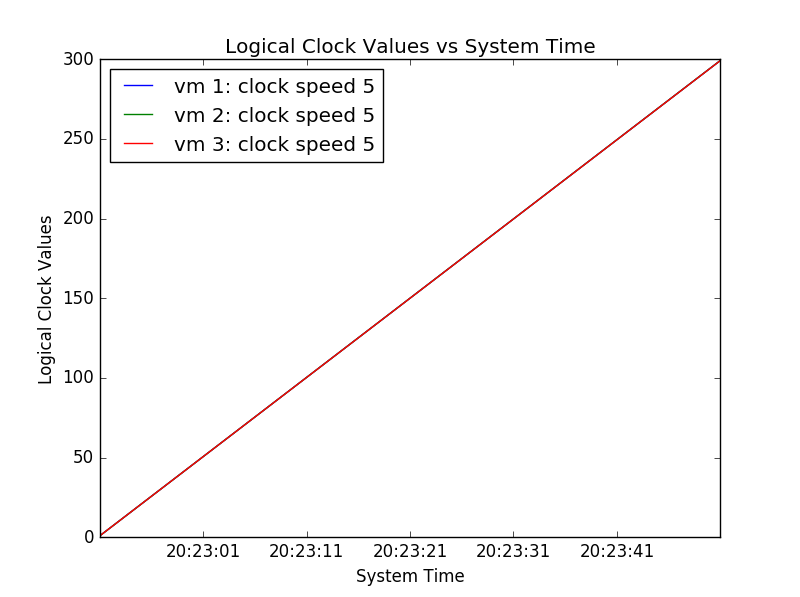 Logical Clock Values vs System Time
vm 1: clock speed 5
vm 2: clock speed 5
vm 3: clock speed 5
300
250
200
150
100
50
0
Logical Clock Values
20:23:01 20:23:11 20:23:21 20:23:31 20:23:41
System Time